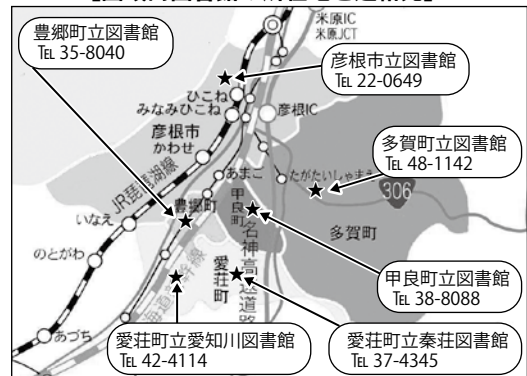 豊郷町立図書館
℡ 35-8040
米原IC
米原JCT
彦根市立図書館
℡ 22-0649
ひこね
みなみひこね
彦根IC
彦根市
かわせ
多賀町立図書館
℡ 48-1142
JR琵琶湖線
あまご
たがたいしゃまえ
306
いなえ
豊郷町
甲良町
多賀町
のとがわ
名神高速道路
甲良町立図書館
℡ 38-8088
愛荘町
あづち
愛荘町立愛知川図書館
℡ 42-4114
愛荘町立秦荘図書館
℡ 37-4345